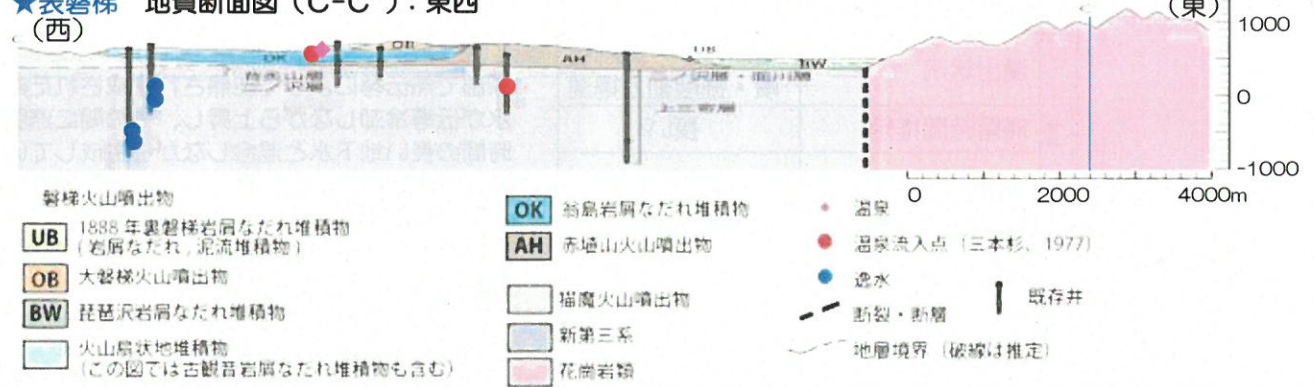 ★表磐梯 地質断面図（C-C'）：東西
（西）
（東）
1000
0
-1000
OK
OB
AH
UB
BW
0 2000 4000m
磐梯火山噴出物
UB 1888年裏磐梯岩屑なだれ堆積物
（岩屑なだれ，泥流堆積物）
OB 大磐梯火山噴出物
BW 琵琶沢岩屑なだれ堆積物
火山扇状地堆積物
（この図では古観音岩屑なだれ堆積物も含む）
OK 翁島岩屑なだれ堆積物
AH 赤埴山火山噴出物
猫魔火山噴出物
新第三系
花崗岩類
温泉
温泉流入点（三本杉、1977）
逸水
断裂・断層
既存井
地層境界（破線は推定）